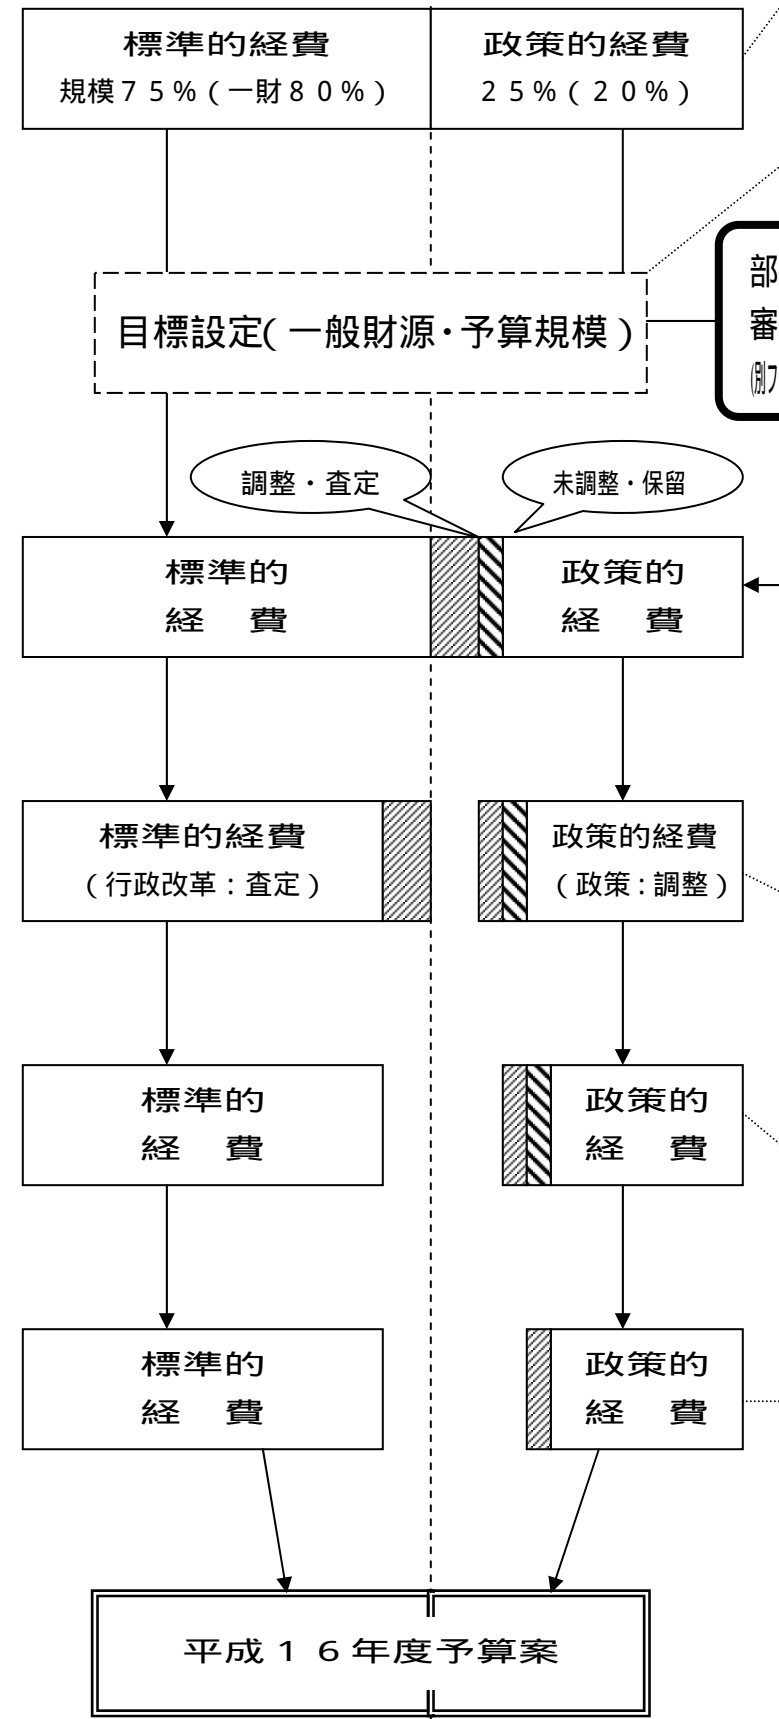 標準的経費
規模７５％（一財８０％）
政策的経費
２５％（２０％）
目標設定（一般財源・予算規模）
部
審
(別フ
調整・査定
未調整・保留
標準的
経　費
政策的
経　費
標準的経費
（行政改革：査定）
政策的経費
（政策：調整）
標準的
経　費
政策的
経　費
標準的
経　費
政策的
経　費
平成１６年度予算案